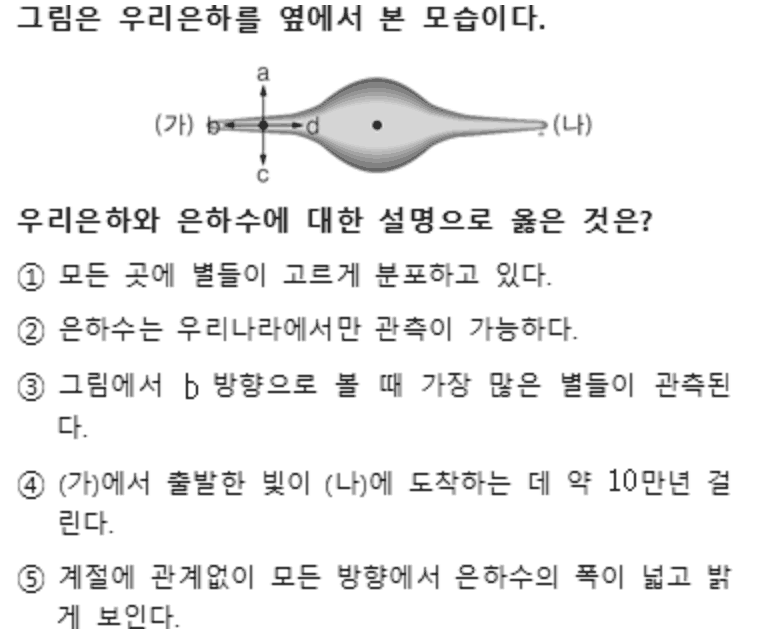 그림은 우리은하를 옆에서 본 모습이다.
a
(가) b d (나)
c
우리은하와 은하수에 대한 설명으로 옳은 것은?
① 모든 곳에 별들이 고르게 분포하고 있다.
② 은하수는 우리나라에서만 관측이 가능하다.
③ 그림에서 b 방향으로 볼 때 가장 많은 별들이 관측된
다.
④ (가)에서 출발한 빛이 (나)에 도착하는 데 약 10만년 걸
린다.
⑤ 계절에 관계없이 모든 방향에서 은하수의 폭이 넓고 밝
게 보인다.